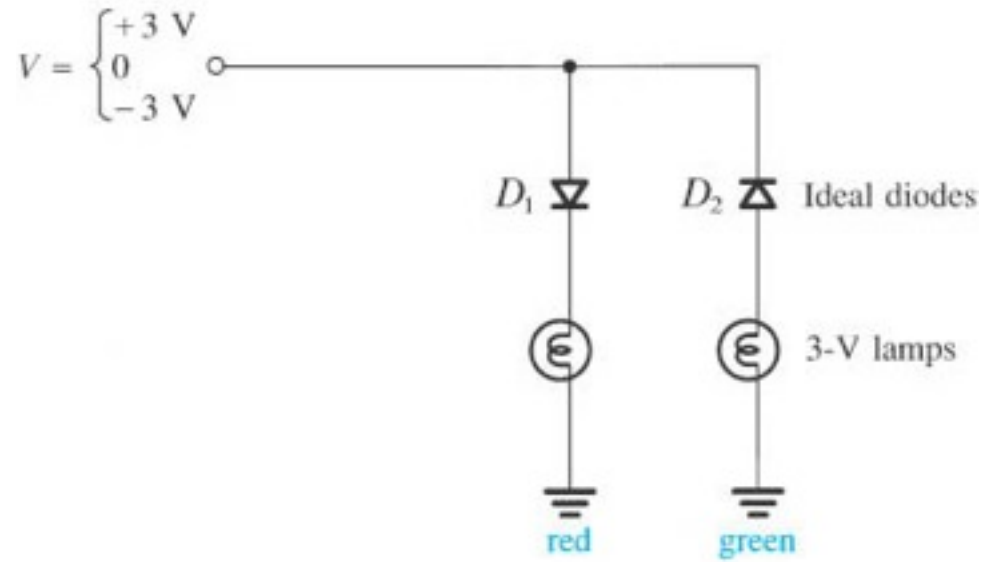 +3 V
V = { 0
−3 V
D₁ D₂ Ideal diodes
3-V lamps
red green